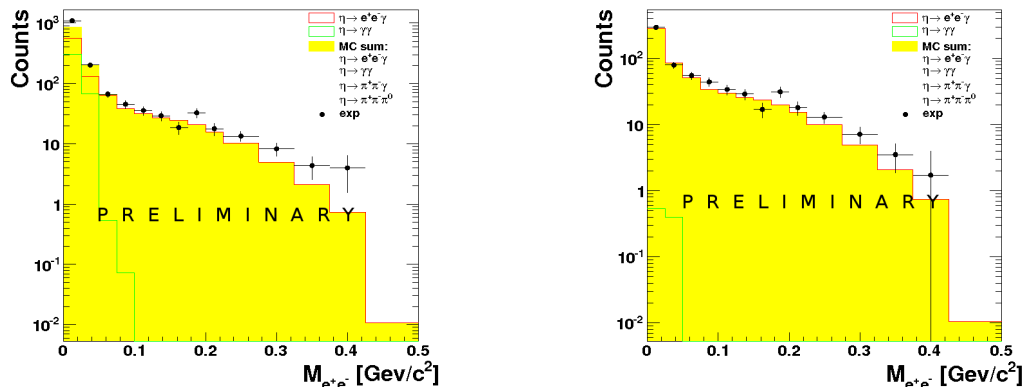 Counts
10³
10²
10
1
10⁻¹
10⁻²
η→ e⁺e⁻γ
η→ γγ
MC sum:
η→ e⁺e⁻γ
η→ γγ
η→ π⁺π⁻γ
η→ π⁺π⁻π⁰
exp
P R E L I M I N A R Y
0 0.1 0.2 0.3 0.4 0.5
M_e⁺e⁻ [Gev/c²]
Counts
10²
10
1
10⁻¹
10⁻²
η→ e⁺e⁻γ
η→ γγ
MC sum:
η→ e⁺e⁻γ
η→ γγ
η→ π⁺π⁻γ
η→ π⁺π⁻π⁰
exp
P R E L I M I N A R Y
0 0.1 0.2 0.3 0.4 0.5
M_e⁺e⁻ [Gev/c²]